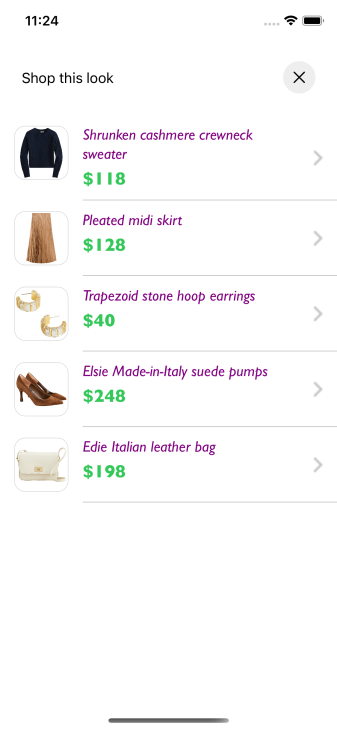 11:24
Shop this look
Shrunken cashmere crewneck
sweater
$118
Pleated midi skirt
$128
Trapezoid stone hoop earrings
$40
Elsie Made-in-Italy suede pumps
$248
Edie Italian leather bag
$198